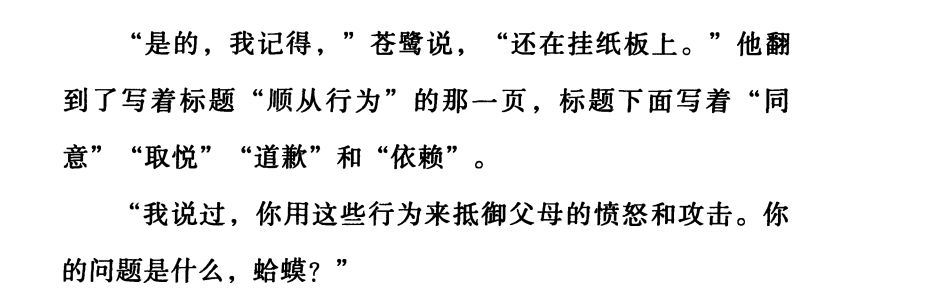 “是的，我记得，”苍鹭说，“还在挂纸板上。”他翻
到了写着标题“顺从行为”的那一页，标题下面写着“同
意”“取悦”“道歉”和“依赖”。
“我说过，你用这些行为来抵御父母的愤怒和攻击。你
的问题是什么，蛤蟆？”